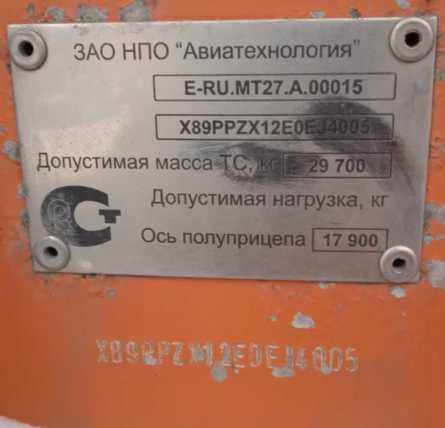 ЗАО НПО "Авиатехнология"
E-RU.MT27.A.00015
X89PPZX12E0EJ4005
Допустимая масса ТС, кг 29 700
Допустимая нагрузка, кг
Ось полуприцепа 17 900
X89PPZX12E0EJ4005